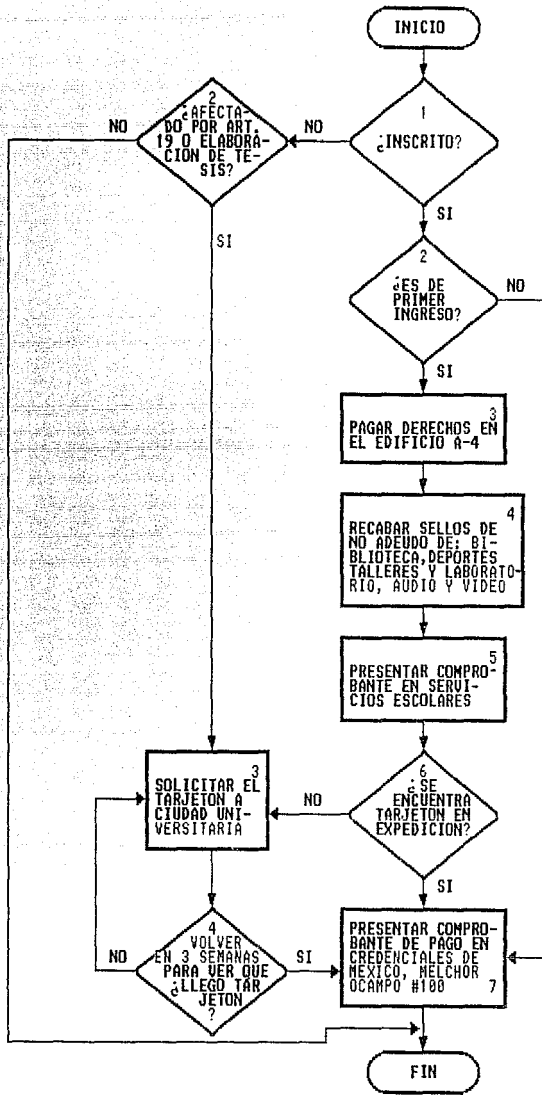 INICIO
1
¿INSCRITO?
NO
SI
2
¿AFECTA-
DO POR ART.
19 O ELABORA-
CION DE TE-
SIS?
NO
SI
2
¿ES DE
PRIMER
INGRESO?
NO
SI
3
PAGAR DERECHOS EN
EL EDIFICIO A-4
4
RECABAR SELLOS DE
NO ADEUDO DE: BI-
BLIOTECA,DEPORTES
TALLERES Y LABORATO-
RIO, AUDIO Y VIDEO
5
PRESENTAR COMPRO-
BANTE EN SERVI-
CIOS ESCOLARES
6
¿SE
ENCUENTRA
TARJETON EN
EXPEDICION?
NO
SI
3
SOLICITAR EL
TARJETON A
CIUDAD UNI-
VERSITARIA
4
VOLVER
EN 3 SEMANAS
PARA VER QUE
¿LLEGO TAR
JETON
?
NO
SI
PRESENTAR COMPRO-
BANTE DE PAGO EN
CREDENCIALES DE
MEXICO, MELCHOR
OCAMPO #100
7
FIN